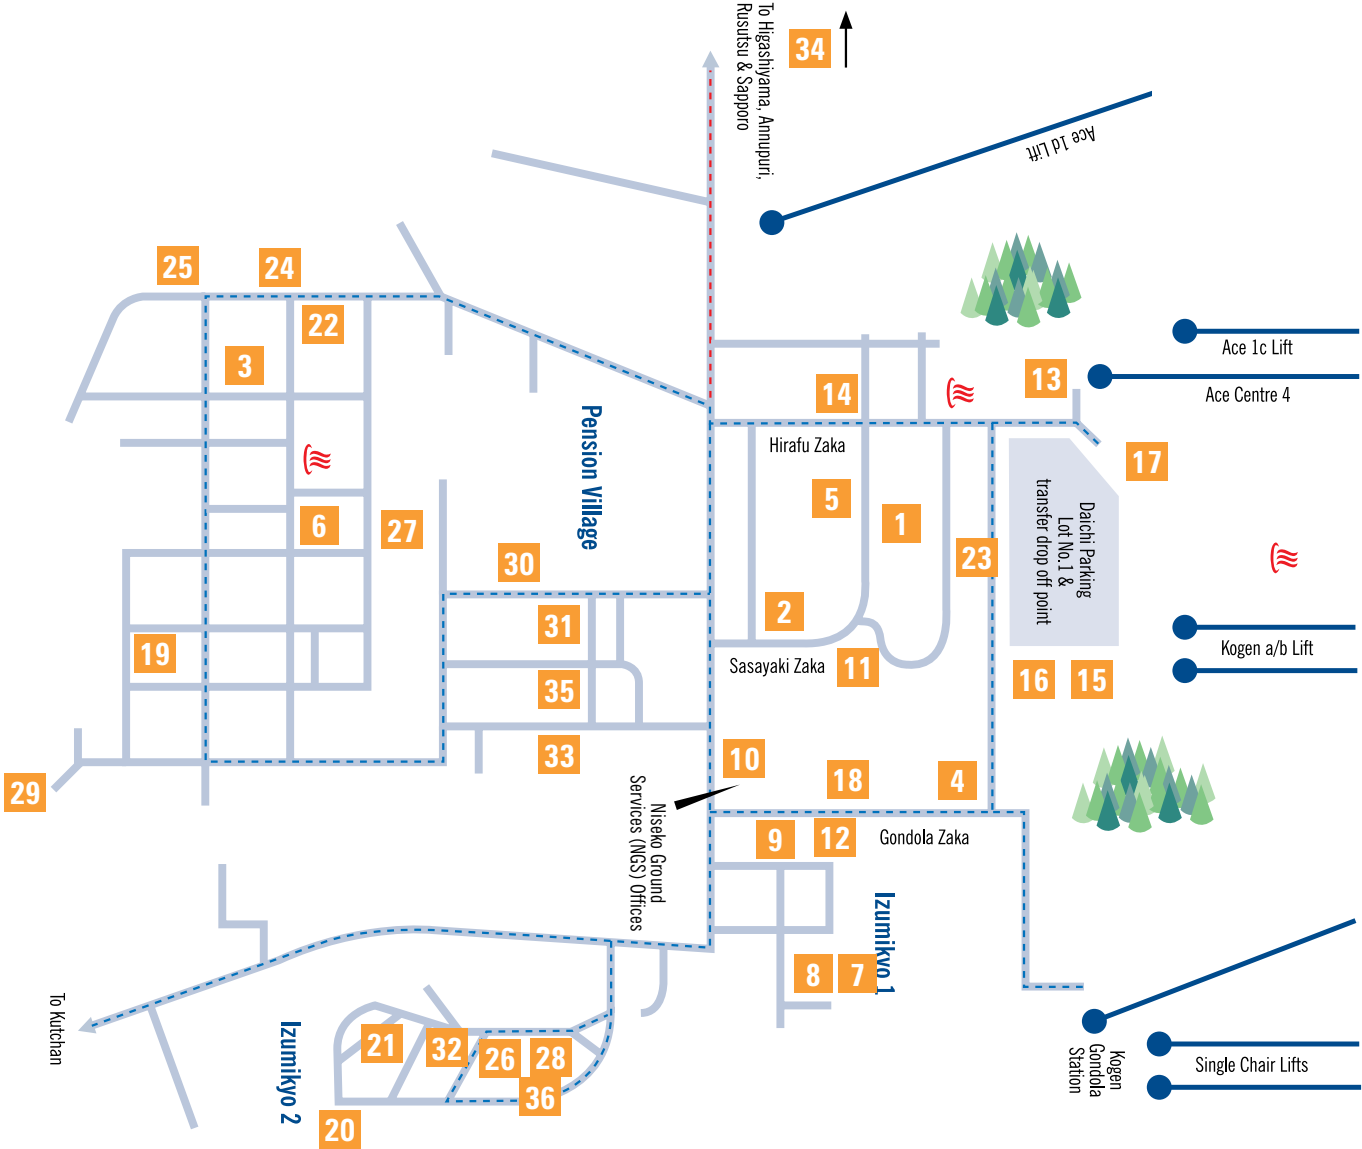 34
To Higashiyama, Annupuri,
Rusutsu & Sapporo
Ace 1d Lift
25
24
22
3
Ace 1c Lift
13
14
Ace Centre 4
Hirafu Zaka
Pension Village
17
5
1
6
27
23
Daichi Parking
Lot No.1 &
transfer drop off point
30
2
31
19
Sasayaki Zaka
11
Kogen a/b Lift
16
15
35
33
10
18
4
29
Niseko Ground
Services (NGS) Offices
9
12
Gondola Zaka
Izumikyo 1
8
7
To Kutchan
Izumikyo 2
21
32
26
28
36
20
Kogen
Gondola
Station
Single Chair Lifts